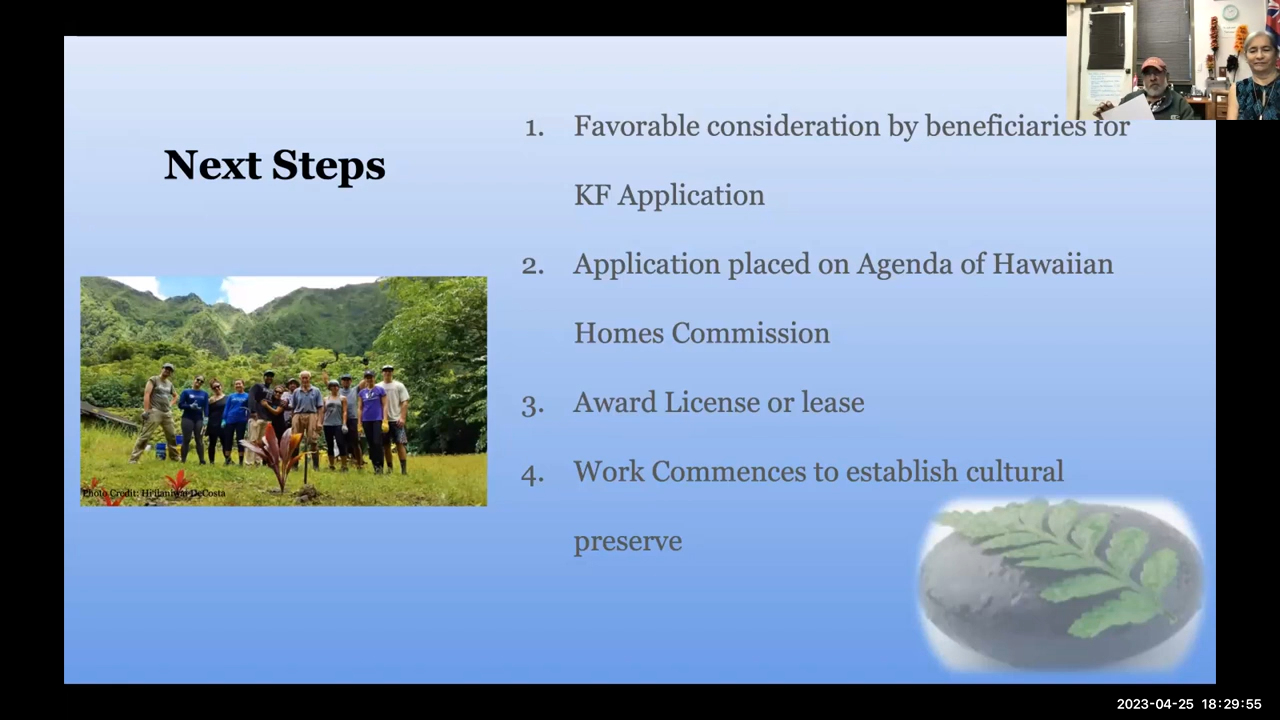 Next Steps
1. Favorable consideration by beneficiaries for
KF Application
2. Application placed on Agenda of Hawaiian
Homes Commission
3. Award License or lease
4. Work Commences to establish cultural
preserve
Photo Credit: Hi'ilaniwai DeCosta
2023-04-25 18:29:55